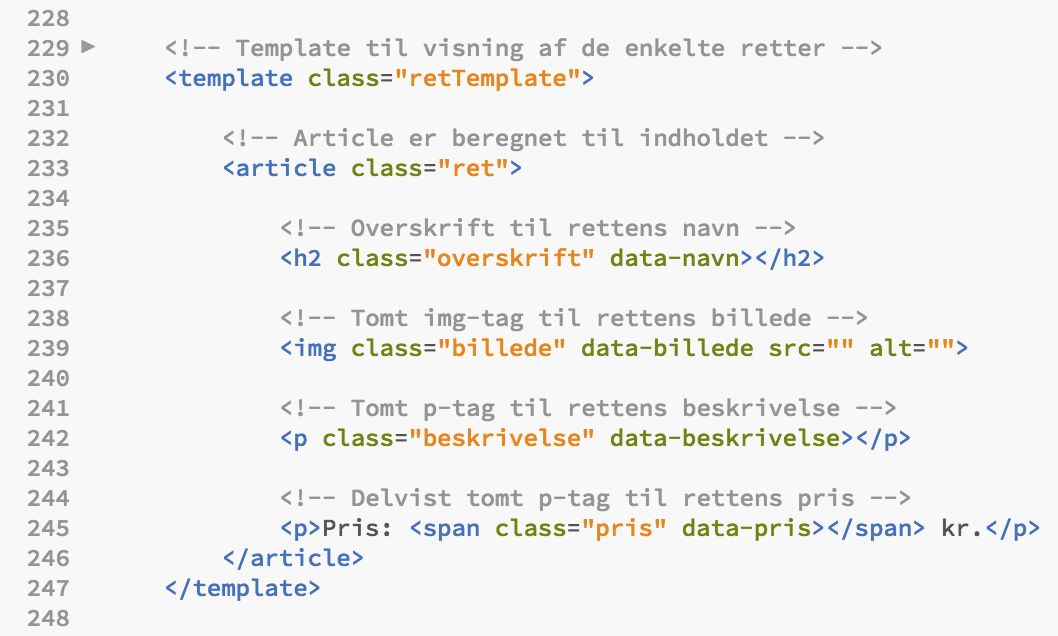 228
229 ▶ <!-- Template til visning af de enkelte retter -->
230 <template class="retTemplate">
231
232 <!-- Article er beregnet til indholdet -->
233 <article class="ret">
234
235 <!-- Overskrift til rettens navn -->
236 <h2 class="overskrift" data-navn></h2>
237
238 <!-- Tomt img-tag til rettens billede -->
239 <img class="billede" data-billede src="" alt="">
240
241 <!-- Tomt p-tag til rettens beskrivelse -->
242 <p class="beskrivelse" data-beskrivelse></p>
243
244 <!-- Delvist tomt p-tag til rettens pris -->
245 <p>Pris: <span class="pris" data-pris></span> kr.</p>
246 </article>
247 </template>
248